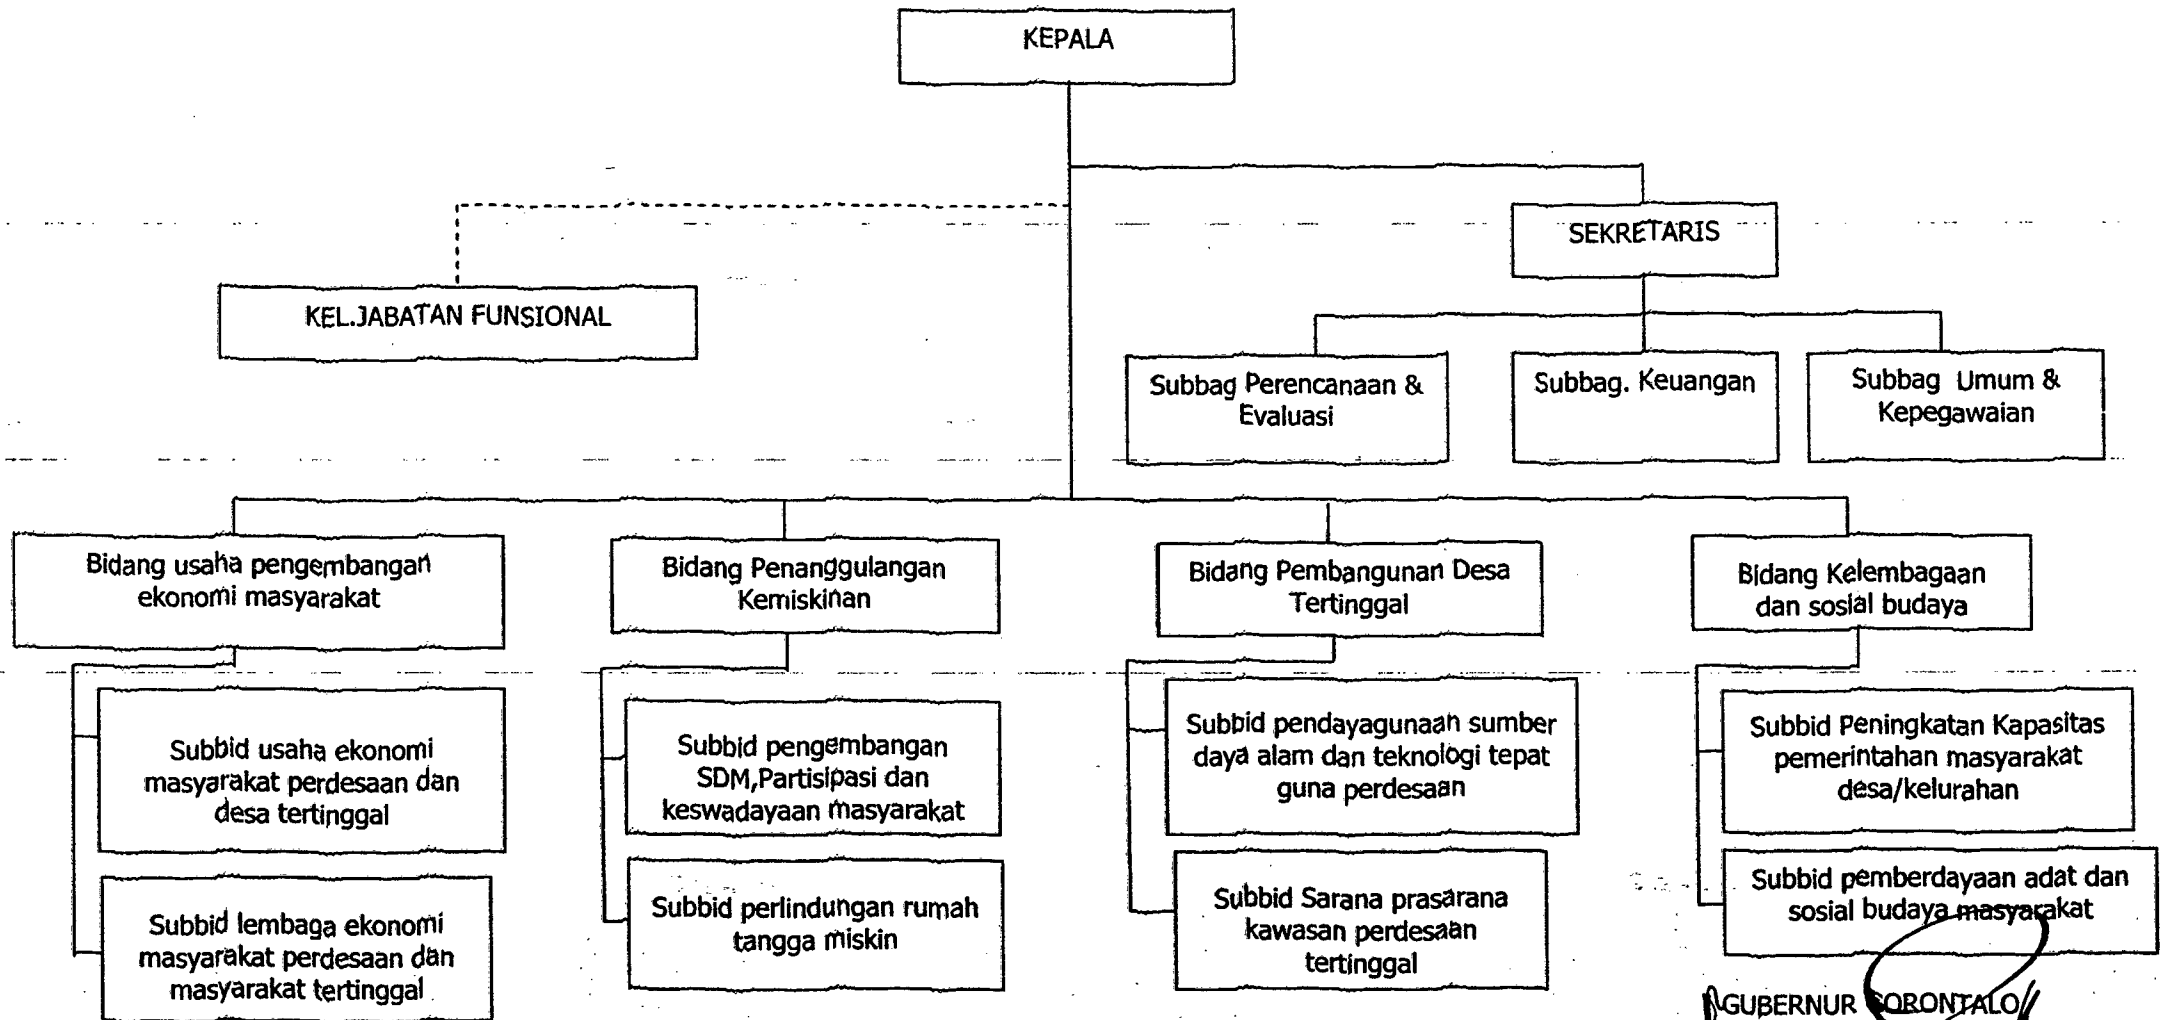 KEPALA
SEKRETARIS
KEL.JABATAN FUNSIONAL
Subbag Perencanaan &
Evaluasi
Subbag. Keuangan
Subbag Umum &
Kepegawaian
Bidang usaha pengembangan
ekonomi masyarakat
Bidang Penanggulangan
Kemiskinan
Bidang Pembangunan Desa
Tertinggal
Bidang Kelembagaan
dan sosial budaya
Subbid usaha ekonomi
masyarakat perdesaan dan
desa tertinggal
Subbid lembaga ekonomi
masyarakat perdesaan dan
masyarakat tertinggal
Subbid pengembangan
SDM,Partisipasi dan
keswadayaan masyarakat
Subbid perlindungan rumah
tangga miskin
Subbid pendayagunaan sumber
daya alam dan teknologi tepat
guna perdesaan
Subbid Sarana prasarana
kawasan perdesaan
tertinggal
Subbid Peningkatan Kapasitas
pemerintahan masyarakat
desa/kelurahan
Subbid pemberdayaan adat dan
sosial budaya masyarakat
GUBERNUR GORONTALO